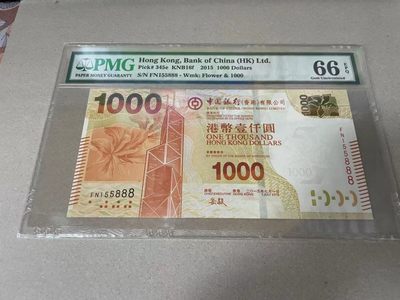 PMG
PAPER MONEY GUARANTY
Hong Kong, Bank of China (HK) Ltd.
Pick# 345e KNB16f 2015 1000 Dollars
S/N FN155888 - Wmk: Flower & 1000
66 EPQ
Gem Uncirculated
1000
中國銀行(香港)有限公司
港幣壹仟圓
ONE THOUSAND
HONG KONG DOLLARS
1000
FN155888
FN155888